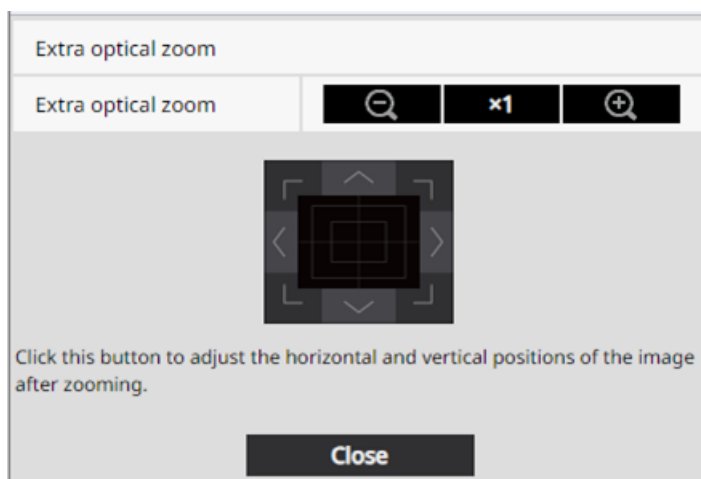 Extra optical zoom
Extra optical zoom
×1
Click this button to adjust the horizontal and vertical positions of the image
after zooming.
Close